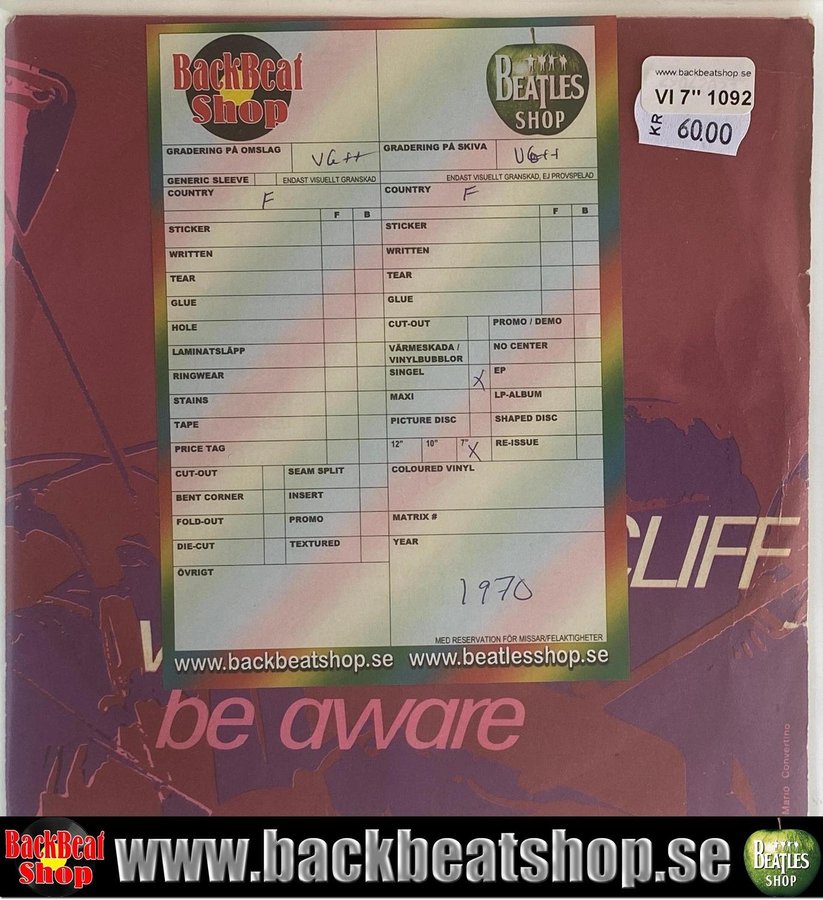 BackBeat
Shop
BEATLES
SHOP
www.backbeatshop.se
VI 7" 1092
KR 60.00
GRADERING PÅ OMSLAG VG++
GRADERING PÅ SKIVA VG++
GENERIC SLEEVE
ENDAST VISUELLT GRANSKAD
ENDAST VISUELLT GRANSKAD, EJ PROVSPELAD
COUNTRY F
COUNTRY F
F B
F B
STICKER
STICKER
WRITTEN
WRITTEN
TEAR
TEAR
GLUE
GLUE
HOLE
CUT-OUT
PROMO / DEMO
LAMINATSLÄPP
VÄRMESKADA /
VINYLBUBBLOR
NO CENTER
RINGWEAR
SINGEL X
EP
STAINS
MAXI
LP-ALBUM
TAPE
PICTURE DISC
SHAPED DISC
PRICE TAG
12" 10" 7" X
RE-ISSUE
CUT-OUT
SEAM SPLIT
COLOURED VINYL
BENT CORNER
INSERT
FOLD-OUT
PROMO
MATRIX #
DIE-CUT
TEXTURED
YEAR
ÖVRIGT
1970
MED RESERVATION FÖR MISSAR/FELAKTIGHETER
www.backbeatshop.se www.beatlesshop.se
CLIFF
be aware
Mario Convertino
BackBeat
Shop
www.backbeatshop.se
BEATLES
SHOP